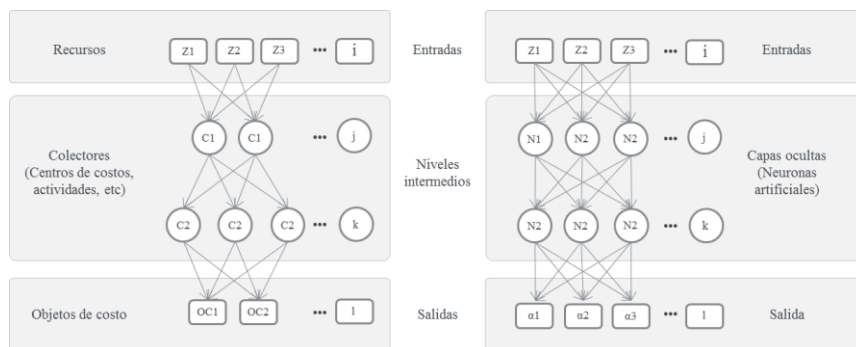 Recursos
Z1 Z2 Z3 ••• i
Entradas
Z1 Z2 Z3 ••• i
Entradas
Colectores
(Centros de costos,
actividades, etc)
C1 C1 ••• j
C2 C2 C2 ••• k
Niveles
intermedios
N1 N2 N2 ••• j
N2 N2 N2 ••• k
Capas ocultas
(Neuronas
artificiales)
Objetos de costo
OC1 OC2 ••• l
Salidas
α1 α2 α3 ••• l
Salida